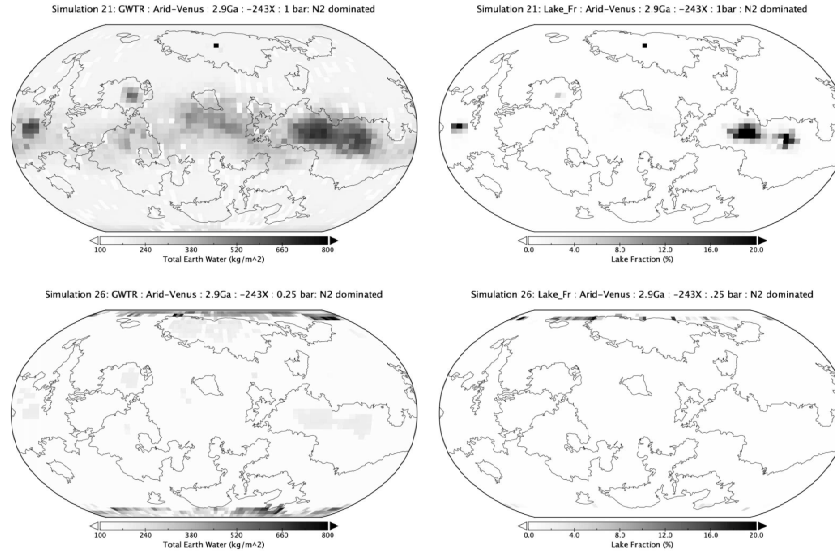 Simulation 21: GWTR : Arid-Venus : 2.9Ga : -243X : 1 bar: N2 dominated
Simulation 21: Lake_Fr : Arid-Venus : 2.9Ga : -243X : 1bar: N2 dominated
100 240 380 520 660 800
Total Earth Water (kg/m^2)
.0 4.0 8.0 12.0 16.0 20.0
Lake Fraction (%)
Simulation 26: GWTR : Arid-Venus : 2.9Ga : -243X : 0.25 bar: N2 dominated
Simulation 26: Lake_Fr : Arid-Venus : 2.9Ga : -243X : .25 bar: N2 dominated
100 240 380 520 660 800
Total Earth Water (kg/m^2)
.0 4.0 8.0 12.0 16.0 20.0
Lake Fraction (%)